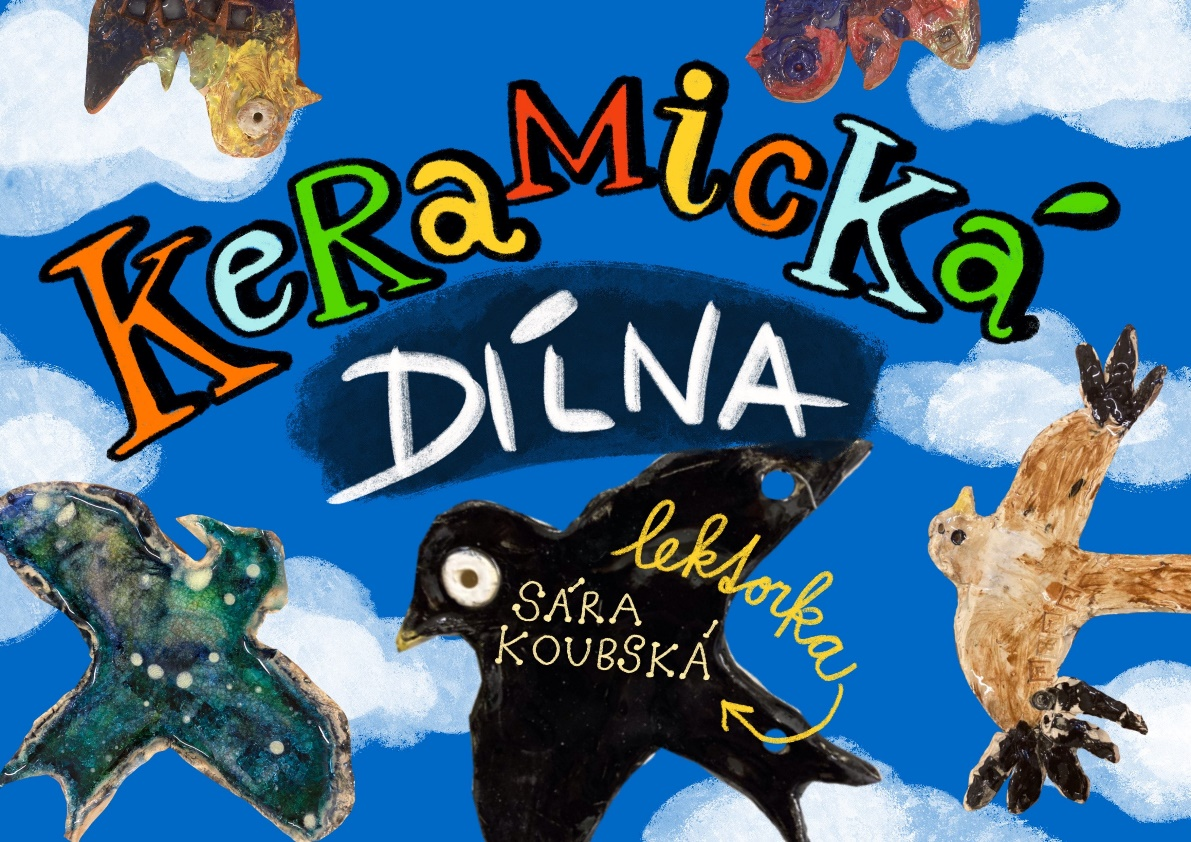 KeRaMicKá
DÍLNA
lektorka
SÁRA
KOUBSKÁ